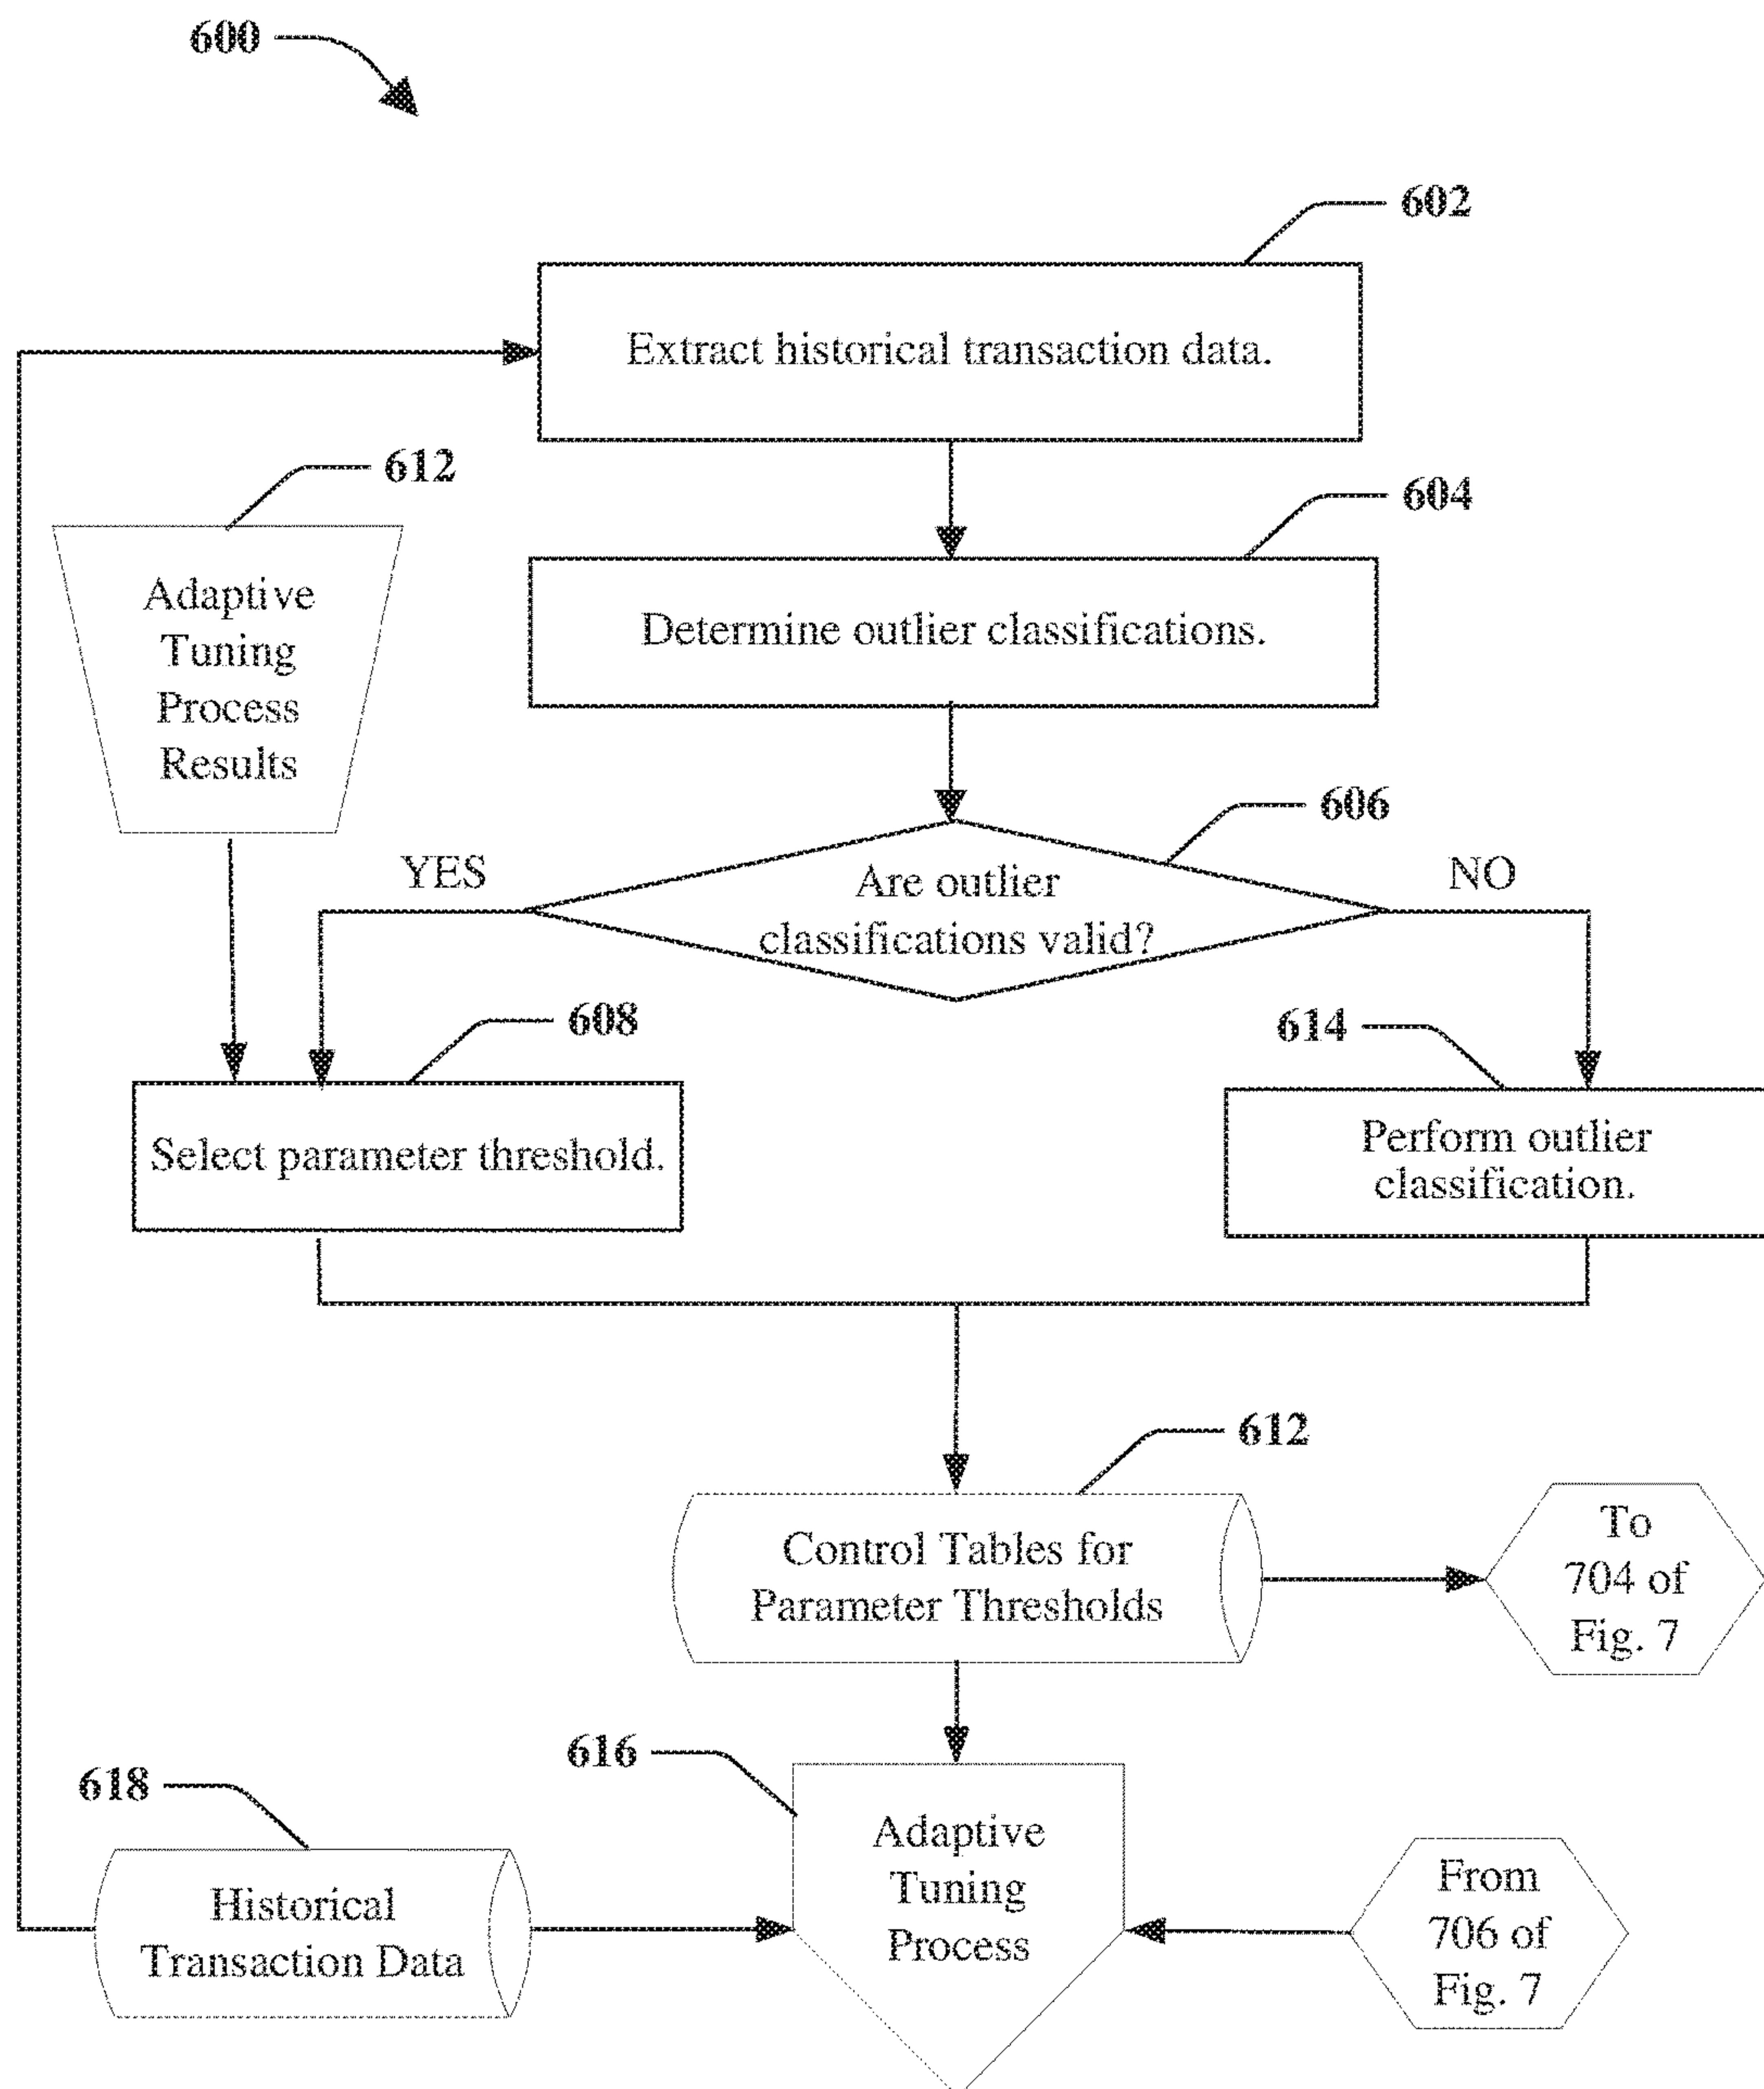 600
602
Extract historical transaction data.
612
604
Adaptive
Tuning
Process
Results
Determine outlier classifications.
606
YES
Are outlier
classifications valid?
NO
608
614
Select parameter threshold.
Perform outlier
classification.
612
Control Tables for
Parameter Thresholds
To
704 of
Fig. 7
616
618
Adaptive
Tuning
Process
Historical
Transaction Data
From
706 of
Fig. 7